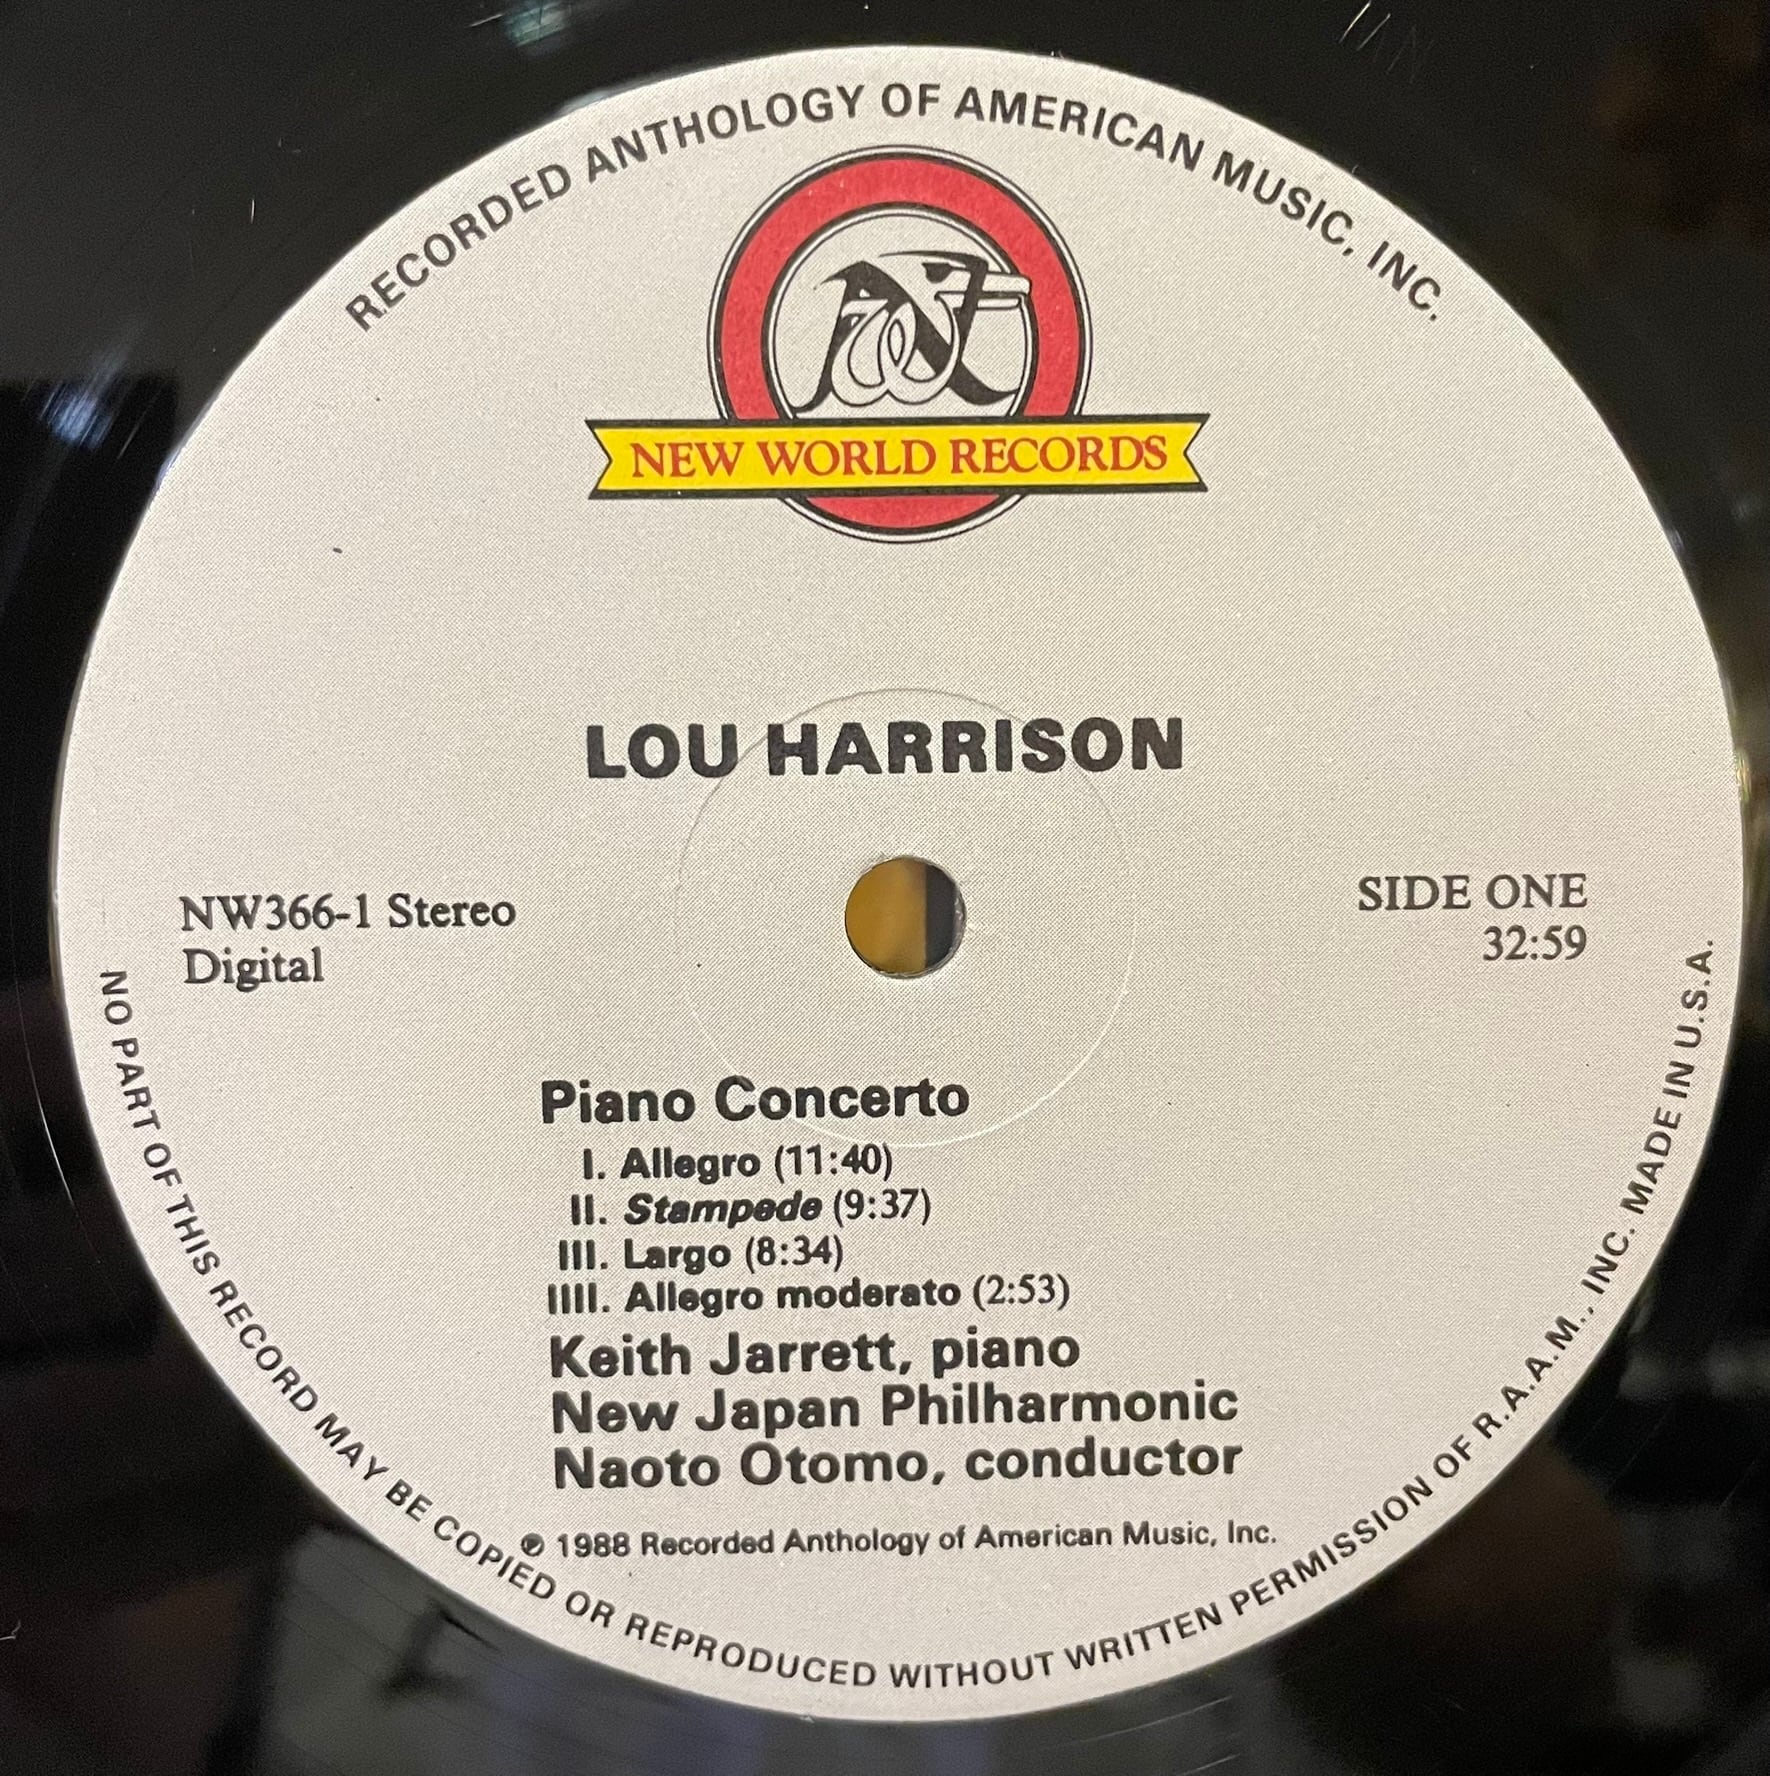 RECORDED ANTHOLOGY OF AMERICAN MUSIC, INC.
NEW WORLD RECORDS
LOU HARRISON
NW366-1 Stereo
Digital
SIDE ONE
32:59
Piano Concerto
I. Allegro (11:40)
II. Stampede (9:37)
III. Largo (8:34)
IIII. Allegro moderato (2:53)
Keith Jarrett, piano
New Japan Philharmonic
Naoto Otomo, conductor
℗ 1988 Recorded Anthology of American Music, Inc.
NO PART OF THIS RECORD MAY BE COPIED OR REPRODUCED WITHOUT WRITTEN PERMISSION OF R.A.A.M., INC. MADE IN U.S.A.